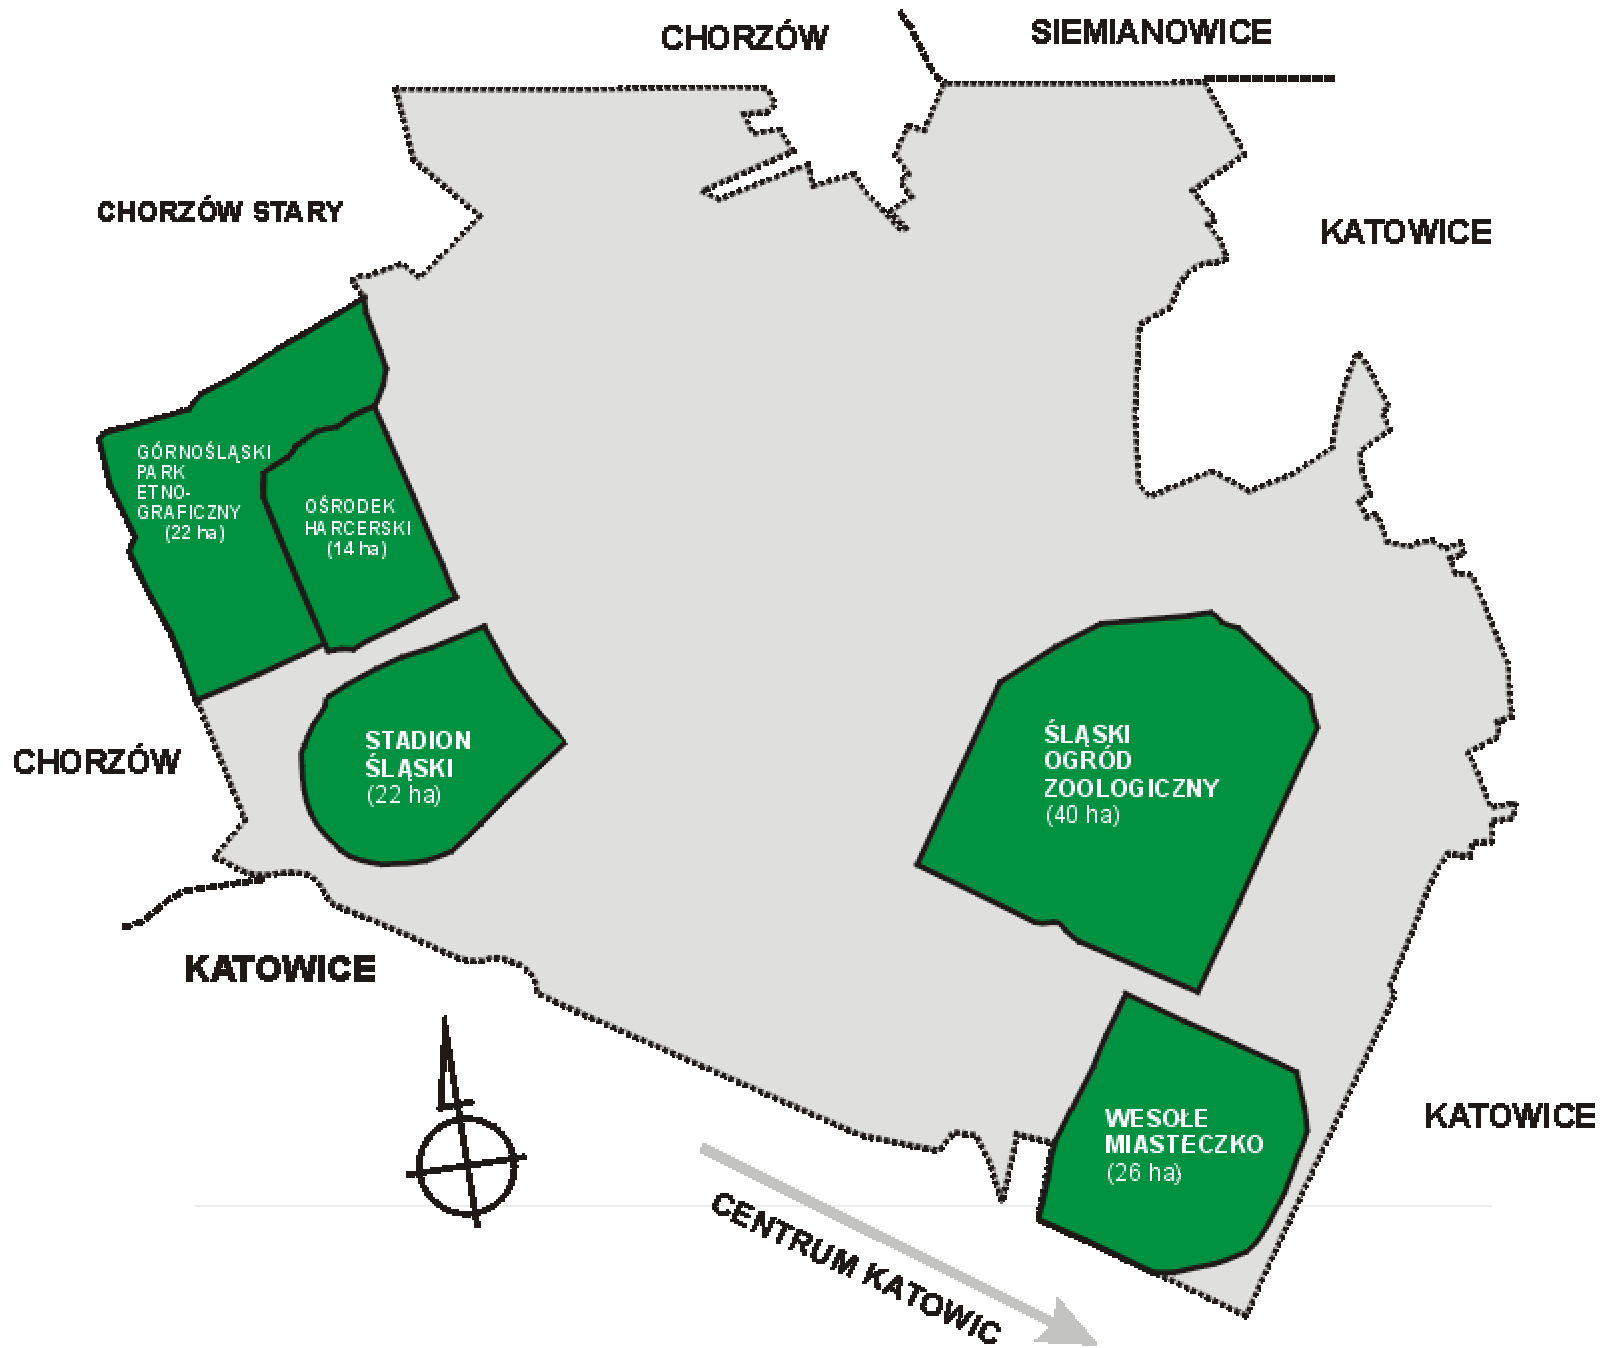 CHORZÓW
SIEMIANOWICE
CHORZÓW STARY
KATOWICE
GÓRNOŚLĄSKI
PARK
ETNO-
GRAFICZNY
(22 ha)
OŚRODEK
HARCERSKI
(14 ha)
STADION
ŚLĄSKI
(22 ha)
ŚLĄSKI
OGRÓD
ZOOLOGICZNY
(40 ha)
CHORZÓW
KATOWICE
WESOŁE
MIASTECZKO
(26 ha)
KATOWICE
CENTRUM KATOWIC